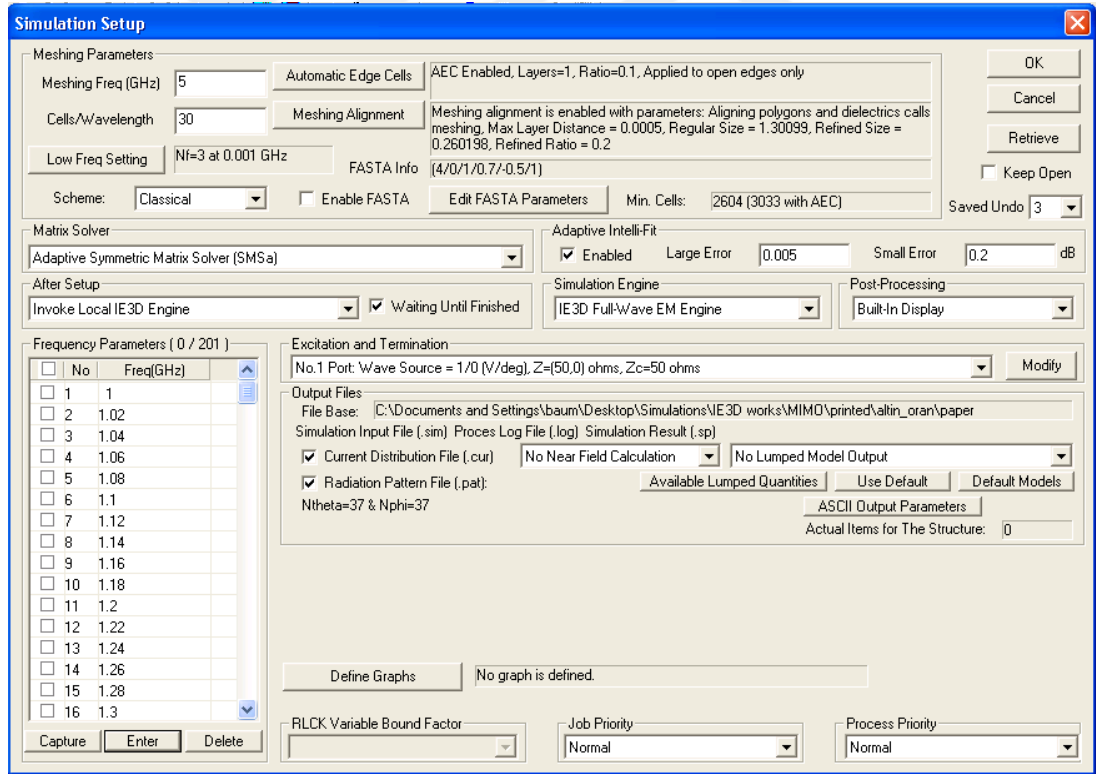 Simulation Setup
Meshing Parameters
Meshing Freq (GHz) 5
Automatic Edge Cells
AEC Enabled, Layers=1, Ratio=0.1, Applied to open edges only
Cells/Wavelength 30
Meshing Alignment
Meshing alignment is enabled with parameters: Aligning polygons and dielectrics calls
meshing, Max Layer Distance = 0.0005, Regular Size = 1.30099, Refined Size =
0.260198, Refined Ratio = 0.2
Low Freq Setting
Nf=3 at 0.001 GHz
FASTA Info (4/0/1/0.7/-0.5/1)
Scheme: Classical
Enable FASTA
Edit FASTA Parameters
Min. Cells: 2604 (3033 with AEC)
OK
Cancel
Retrieve
Keep Open
Saved Undo 3
Matrix Solver
Adaptive Symmetric Matrix Solver (SMSa)
Adaptive Intelli-Fit
Enabled
Large Error 0.005
Small Error 0.2 dB
After Setup
Invoke Local IE3D Engine
Waiting Until Finished
Simulation Engine
IE3D Full-Wave EM Engine
Post-Processing
Built-In Display
Frequency Parameters ( 0 / 201 )
No Freq(GHz)
1 1
2 1.02
3 1.04
4 1.06
5 1.08
6 1.1
7 1.12
8 1.14
9 1.16
10 1.18
11 1.2
12 1.22
13 1.24
14 1.26
15 1.28
16 1.3
Capture
Enter
Delete
Excitation and Termination
No.1 Port: Wave Source = 1/0 (V/deg), Z=(50,0) ohms, Zc=50 ohms
Modify
Output Files
File Base: C:\Documents and Settings\baum\Desktop\Simulations\IE3D works\MIMO\printed\altin_oran\paper
Simulation Input File (.sim) Proces Log File (.log) Simulation Result (.sp)
Current Distribution File (.cur)
No Near Field Calculation
No Lumped Model Output
Radiation Pattern File (.pat):
Available Lumped Quantities
Use Default
Default Models
Ntheta=37 & Nphi=37
ASCII Output Parameters
Actual Items for The Structure: 0
Define Graphs
No graph is defined.
RLCK Variable Bound Factor
Job Priority
Normal
Process Priority
Normal